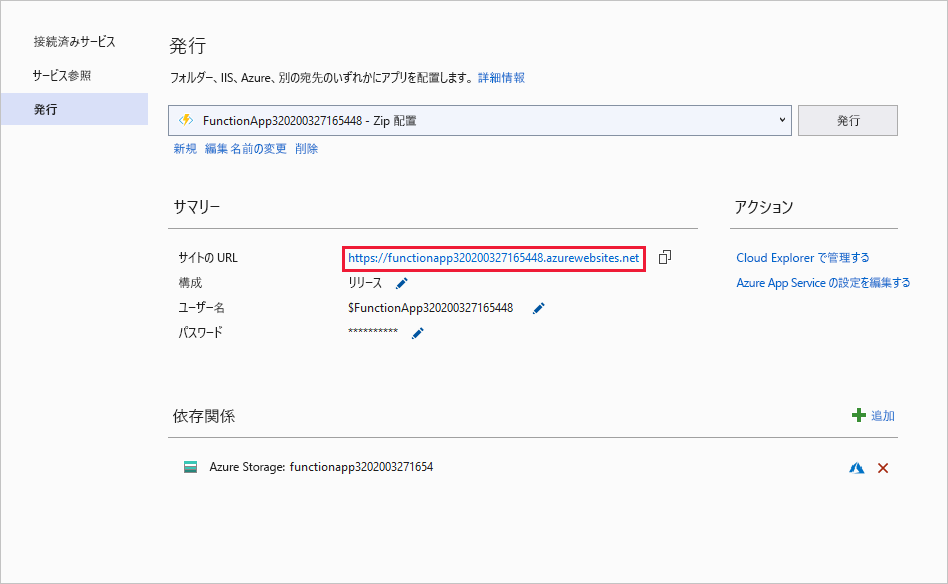 接続済みサービス
サービス参照
発行
発行
フォルダー、IIS、Azure、別の宛先のいずれかにアプリを配置します。 詳細情報
FunctionApp320200327165448 - Zip 配置
発行
新規 編集 名前の変更 削除
サマリー
アクション
サイトの URL https://functionapp320200327165448.azurewebsites.net
Cloud Explorer で管理する
構成 リリース
Azure App Service の設定を編集する
ユーザー名 $FunctionApp320200327165448
パスワード **********
依存関係
追加
Azure Storage: functionapp3202003271654